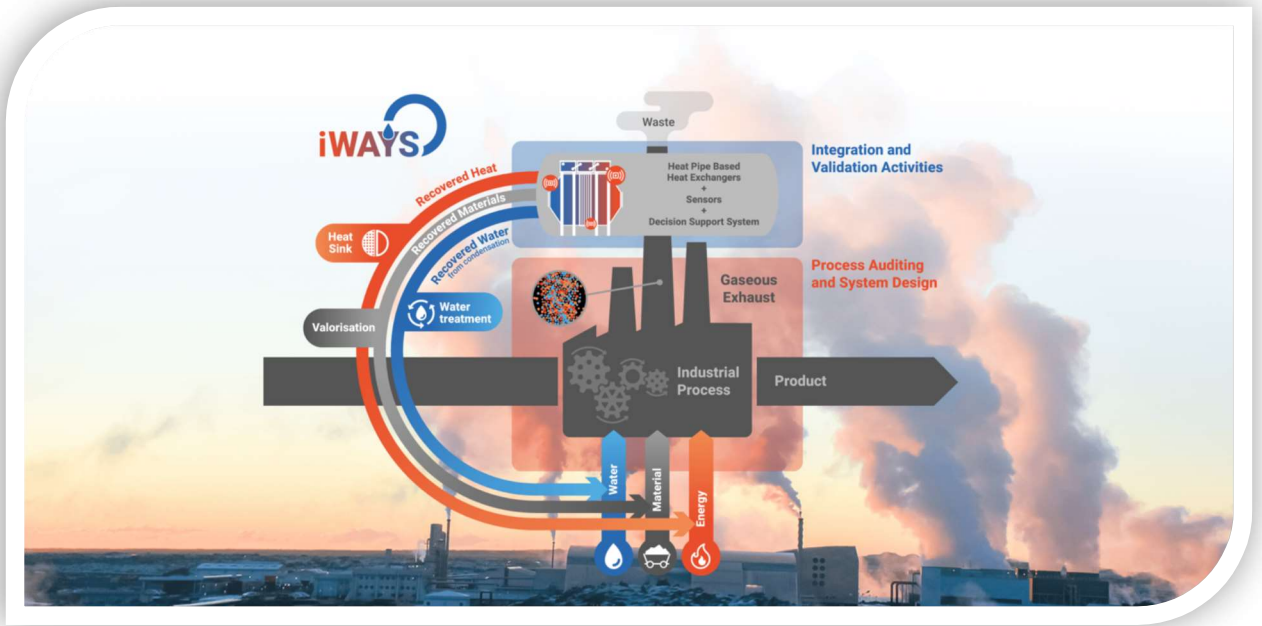 iWAYS
Waste
Heat Pipe Based
Heat Exchangers
+
Sensors
+
Decision Support System
Integration and
Validation Activities
Recovered Heat
Recovered Materials
Recovered Water
from condensation
Heat
Sink
Process Auditing
and System Design
Gaseous
Exhaust
Water
treatment
Valorisation
Industrial
Process
Product
Water
Material
Energy